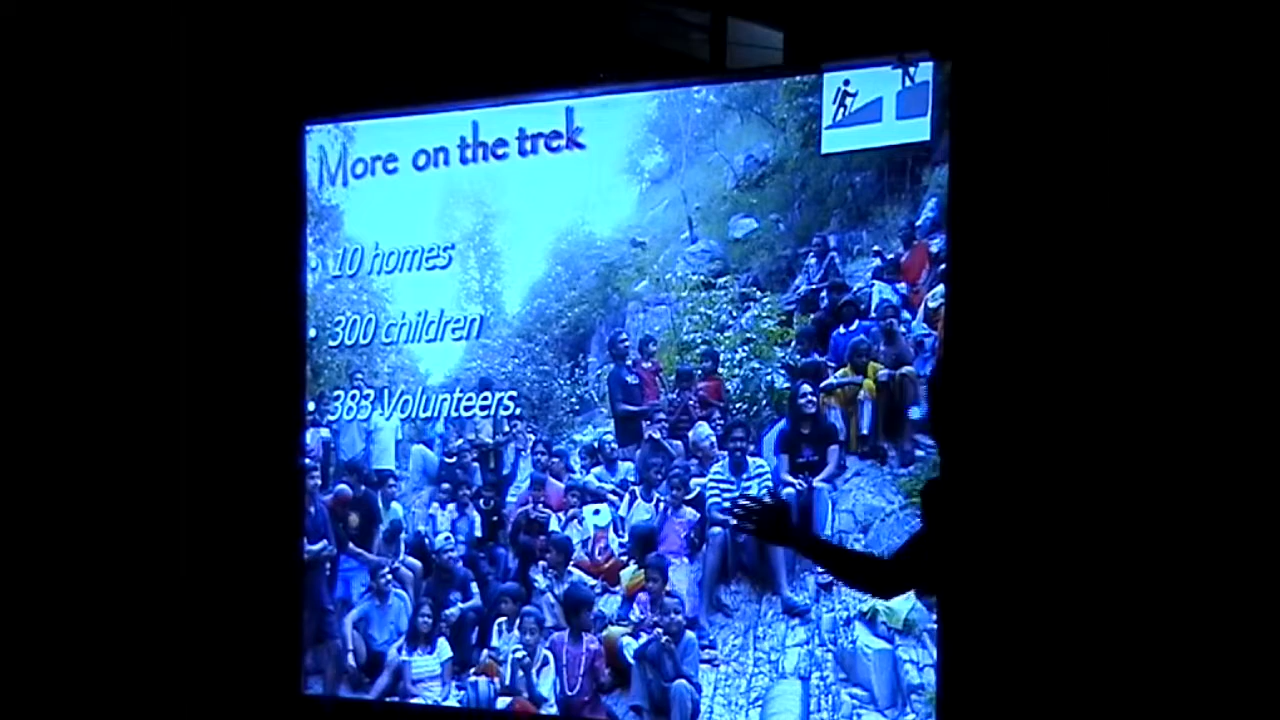 More on the trek
• 10 homes
• 300 children
• 383 Volunteers.